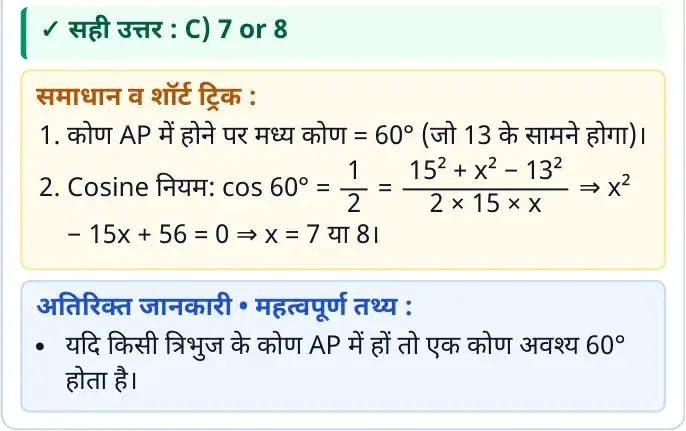 ✓ सही उत्तर : C) 7 or 8
समाधान व शॉर्ट ट्रिक :
1. कोण AP में होने पर मध्य कोण = 60° (जो 13 के सामने होगा)।
2. Cosine नियम: cos 60° = 1/2 = (15² + x² − 13²)/(2 × 15 × x) ⇒ x²
− 15x + 56 = 0 ⇒ x = 7 या 8।
अतिरिक्त जानकारी • महत्वपूर्ण तथ्य :
• यदि किसी त्रिभुज के कोण AP में हों तो एक कोण अवश्य 60°
होता है।